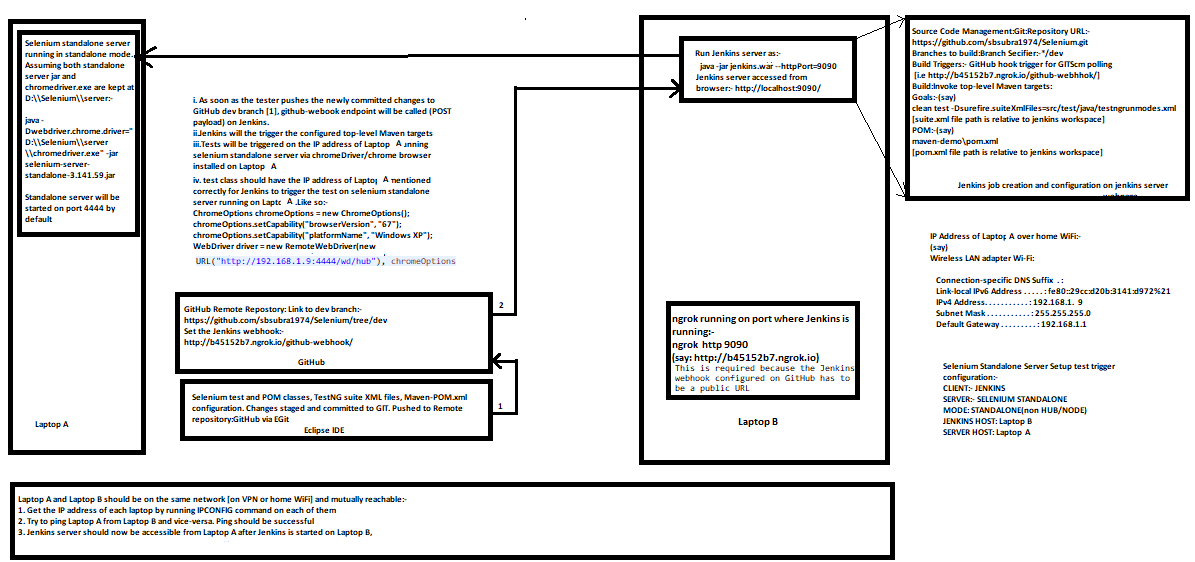 Selenium standalone server
running in standalone mode.
Assuming both standalone
server jar and
chromedriver.exe are kept at
D:\\Selenium\\server:-
java -
Dwebdriver.chrome.driver="
D:\\Selenium\\server
\\chromedriver.exe" -jar
selenium-server-
standalone-3.141.59.jar
Standalone server will be
started on port 4444 by
default
Laptop A
i. As soon as the tester pushes the newly committed changes to
GitHub dev branch [1], github-webook endpoint will be called (POST
payload) on Jenkins.
ii.Jenkins will the trigger the configured top-level Maven targets
iii.Tests will be triggered on the IP address of Laptop A unning
selenium standalone server via chromeDriver/chrome browser
installed on Laptop A
iv. test class should have the IP address of Laptop A mentioned
correctly for Jenkins to trigger the test on selenium standalone
server running on Lapt A .Like so:-
ChromeOptions chromeOptions = new ChromeOptions();
chromeOptions.setCapability("browserVersion", "67");
chromeOptions.setCapability("platformName", "Windows XP");
WebDriver driver = new RemoteWebDriver(new
URL("http://192.168.1.9:4444/wd/hub"), chromeOptions
GitHub Remote Repostory: Link to dev branch:-
https://github.com/sbsubra1974/Selenium/tree/dev
Set the Jenkins webhook:-
http://b45152b7.ngrok.io/github-webhook/
GitHub
2
Selenium test and POM classes, TestNG suite XML files, Maven-POM.xml
configuration. Changes staged and committed to GIT. Pushed to Remote
repository:GitHub via EGit
Eclipse IDE
1
Run Jenkins server as:-
java -jar jenkins.war --httpPort=9090
Jenkins server accessed from
browser:- http://localhost:9090/
ngrok running on port where Jenkins is
running:-
ngrok http 9090
(say: http://b45152b7.ngrok.io)
This is required because the Jenkins
webhook configured on GitHub has to
be a public URL
Laptop B
Source Code Management:Git:Repository URL:-
https://github.com/sbsubra1974/Selenium.git
Branches to build:Branch Secifier:-*/dev
Build Triggers:- GitHub hook trigger for GITScm polling
[i.e http://b45152b7.ngrok.io/github-webhhok/]
Build:Invoke top-level Maven targets:
Goals:-(say)
clean test -Dsurefire.suiteXmlFiles=src/test/java/testngrunmodes.xml
[suite.xml file path is relative to jenkins workspace]
POM:-(say)
maven-demo\pom.xml
[pom.xml file path is relative to jenkins workspace]
Jenkins job creation and configuration on jenkins server
IP Address of Laptop A over home WiFi:-
(say)
Wireless LAN adapter Wi-Fi:
Connection-specific DNS Suffix . :
Link-local IPv6 Address . . . . . : fe80::29cc:d20b:3141:d972%21
IPv4 Address. . . . . . . . . . . : 192.168.1. 9
Subnet Mask . . . . . . . . . . . : 255.255.255.0
Default Gateway . . . . . . . . . : 192.168.1.1
Selenium Standalone Server Setup test trigger
configuration:-
CLIENT:- JENKINS
SERVER:- SELENIUM STANDALONE
MODE: STANDALONE(non HUB/NODE)
JENKINS HOST: Laptop B
SERVER HOST: Laptop A
Laptop A and Laptop B should be on the same network [on VPN or home WiFi] and mutually reachable:-
1. Get the IP address of each laptop by running IPCONFIG command on each of them
2. Try to ping Laptop A from Laptop B and vice-versa. Ping should be successful
3. Jenkins server should now be accessible from Laptop A after Jenkins is started on Laptop B,